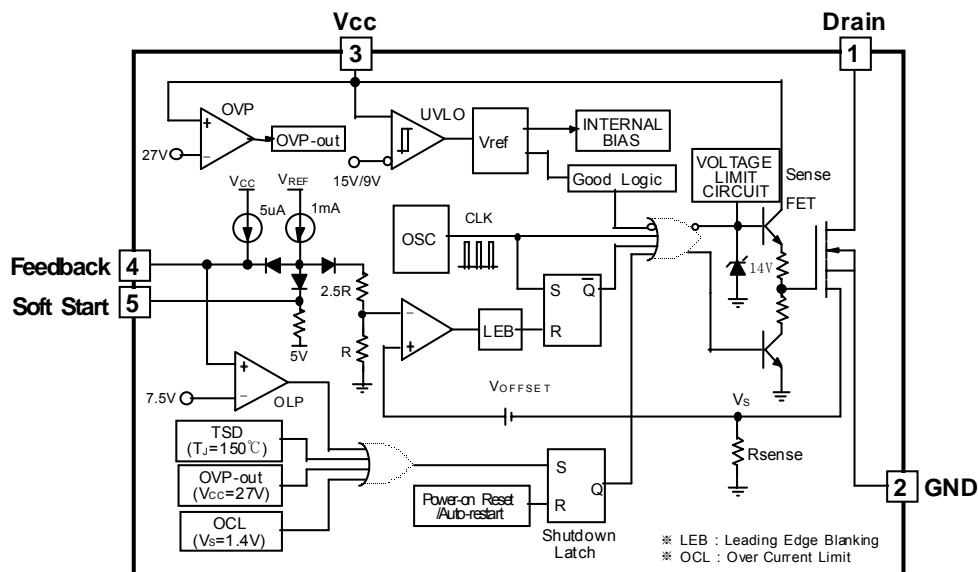 Vcc
Drain
3
1
OVP
+
−
27V
OVP-out
UVLO
15V/9V
Vref
INTERNAL
BIAS
Good Logic
VOLTAGE
LIMIT
CIRCUIT
Sense
FET
VCC
VREF
5uA
1mA
OSC
CLK
Feedback
4
Soft Start
5
2.5R
R
5V
−
+
LEB
S
Q
R
14V
7.5V
+
−
OLP
VOFFSET
VS
Rsense
TSD
(TJ=150℃)
OVP-out
(VCC=27V)
OCL
(VS=1.4V)
Power-on Reset
/Auto-restart
S
R
Q
Shutdown
Latch
2
GND
※ LEB : Leading Edge Blanking
※ OCL : Over Current Limit